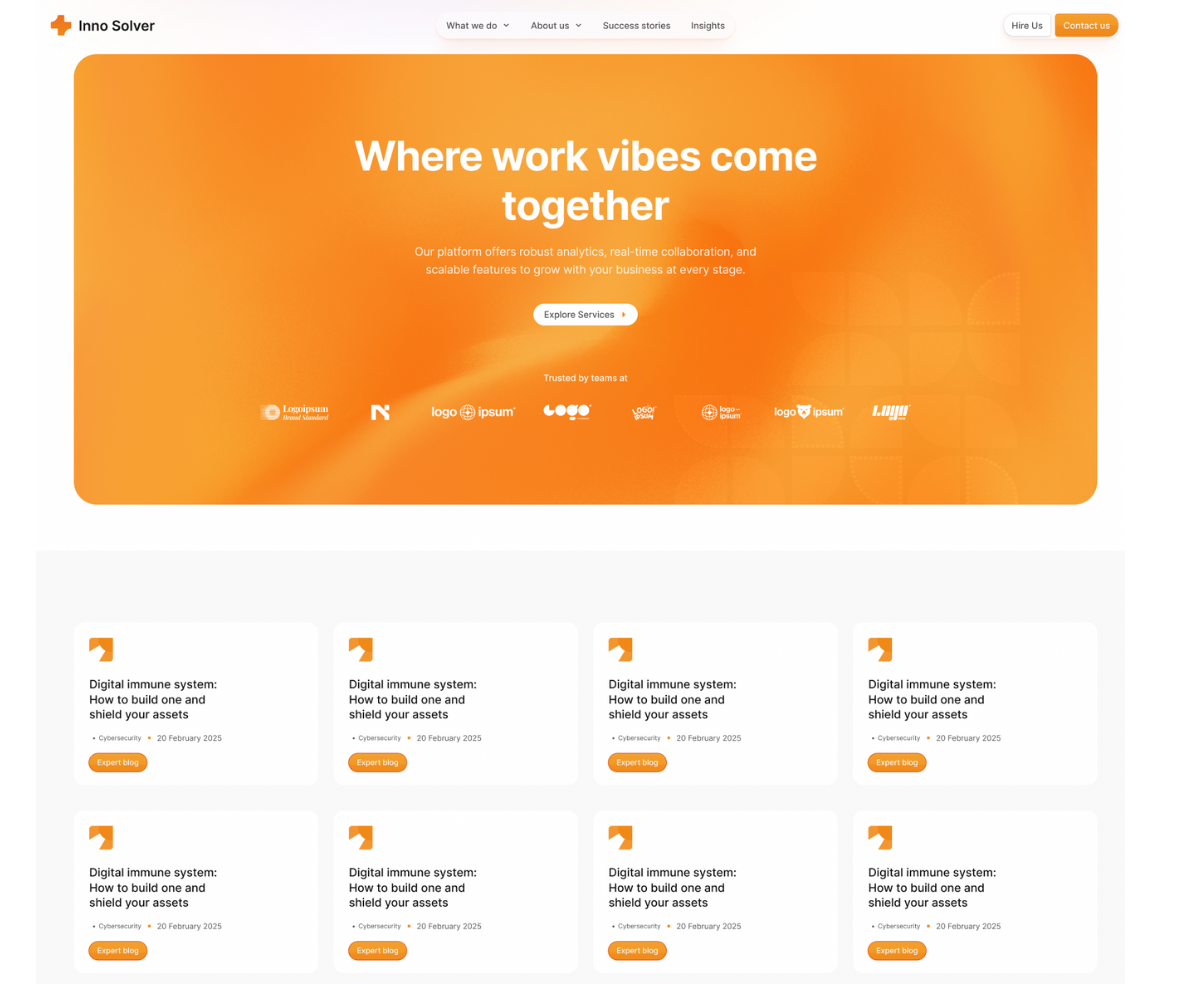 Inno Solver
What we do
About us
Success stories
Insights
Hire Us
Contact us
Where work vibes come
together
Our platform offers robust analytics, real-time collaboration, and
scalable features to grow with your business at every stage.
Explore Services
Trusted by teams at
Logoipsum
Brand Standard
logo ipsum
logo
logo
ipsum
logo
ipsum
logo ipsum
Digital immune system:
How to build one and
shield your assets
• Cybersecurity • 20 February 2025
Expert blog
Digital immune system:
How to build one and
shield your assets
• Cybersecurity • 20 February 2025
Expert blog
Digital immune system:
How to build one and
shield your assets
• Cybersecurity • 20 February 2025
Expert blog
Digital immune system:
How to build one and
shield your assets
• Cybersecurity • 20 February 2025
Expert blog
Digital immune system:
How to build one and
shield your assets
• Cybersecurity • 20 February 2025
Expert blog
Digital immune system:
How to build one and
shield your assets
• Cybersecurity • 20 February 2025
Expert blog
Digital immune system:
How to build one and
shield your assets
• Cybersecurity • 20 February 2025
Expert blog
Digital immune system:
How to build one and
shield your assets
• Cybersecurity • 20 February 2025
Expert blog